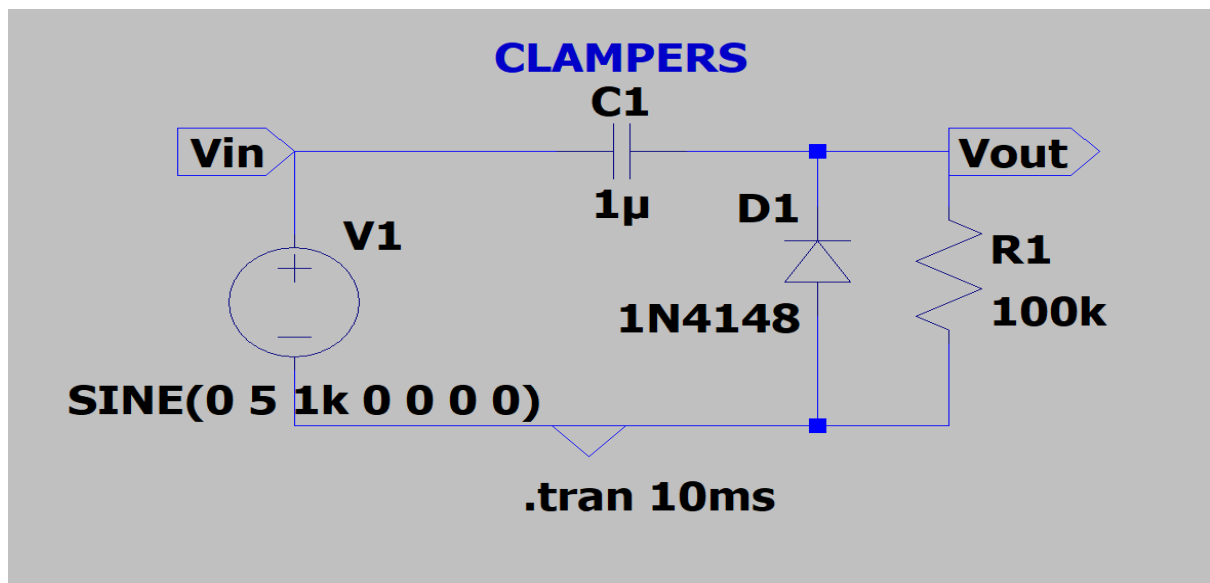 CLAMPERS
C1
Vin
Vout
1µ
D1
V1
R1
1N4148
100k
SINE(0 5 1k 0 0 0 0)
.tran 10ms